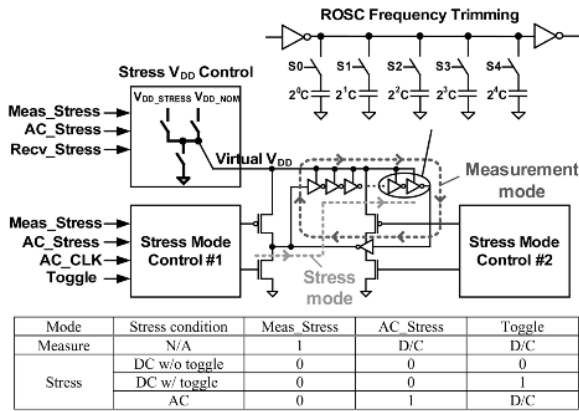 ROSC Frequency Trimming
S0 S1 S2 S3 S4
2⁰C 2¹C 2²C 2³C 2⁴C
Stress VDD Control
VDD_STRESS VDD_NOM
Meas_Stress
AC_Stress
Recv_Stress
Virtual VDD
Measurement
mode
Meas_Stress
AC_Stress
AC_CLK
Toggle
Stress Mode
Control #1
Stress
mode
Stress Mode
Control #2
Mode Stress condition Meas_Stress AC_Stress Toggle
Measure N/A 1 D/C D/C
Stress DC w/o toggle 0 0 0
DC w/ toggle 0 0 1
AC 0 1 D/C